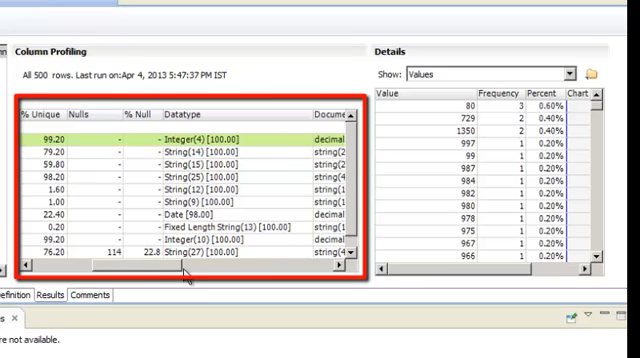 Column Profiling
Details
All 500 rows. Last run on:Apr 4, 2013 5:47:37 PM IST
Show: Values
% Unique Nulls % Null Datatype Docume
99.20 - - Integer(4) [100.00] decimal
79.20 - - String(14) [100.00] string(2
59.80 - - String(15) [100.00] string(
98.20 - - String(25) [100.00] string(
1.60 - - String(12) [100.00] string(
1.00 - - String(9) [100.00] string(
22.40 - - Date [98.00] string(
0.20 - - Fixed Length String(13) [100.00] string(
99.20 - - Integer(10) [100.00] decimal
76.20 114 22.8 String(27) [100.00] string(4
Value Frequency Percent Chart
80 3 0.60%
729 2 0.40%
1350 2 0.40%
997 1 0.20%
99 1 0.20%
987 1 0.20%
984 1 0.20%
982 1 0.20%
980 1 0.20%
978 1 0.20%
975 1 0.20%
967 1 0.20%
966 1 0.20%
efinition Results Comments
s
re not available.